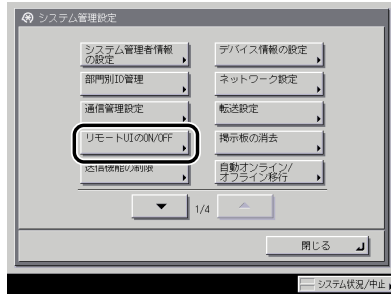 システム管理設定
システム管理者情報
の設定
デバイス情報の設定
部門別ID管理
ネットワーク設定
通信管理設定
転送設定
リモートUIのON/OFF
掲示板の消去
送信機能の制限
自動オンライン/
オフライン移行
1/4
閉じる
システム状況/中止